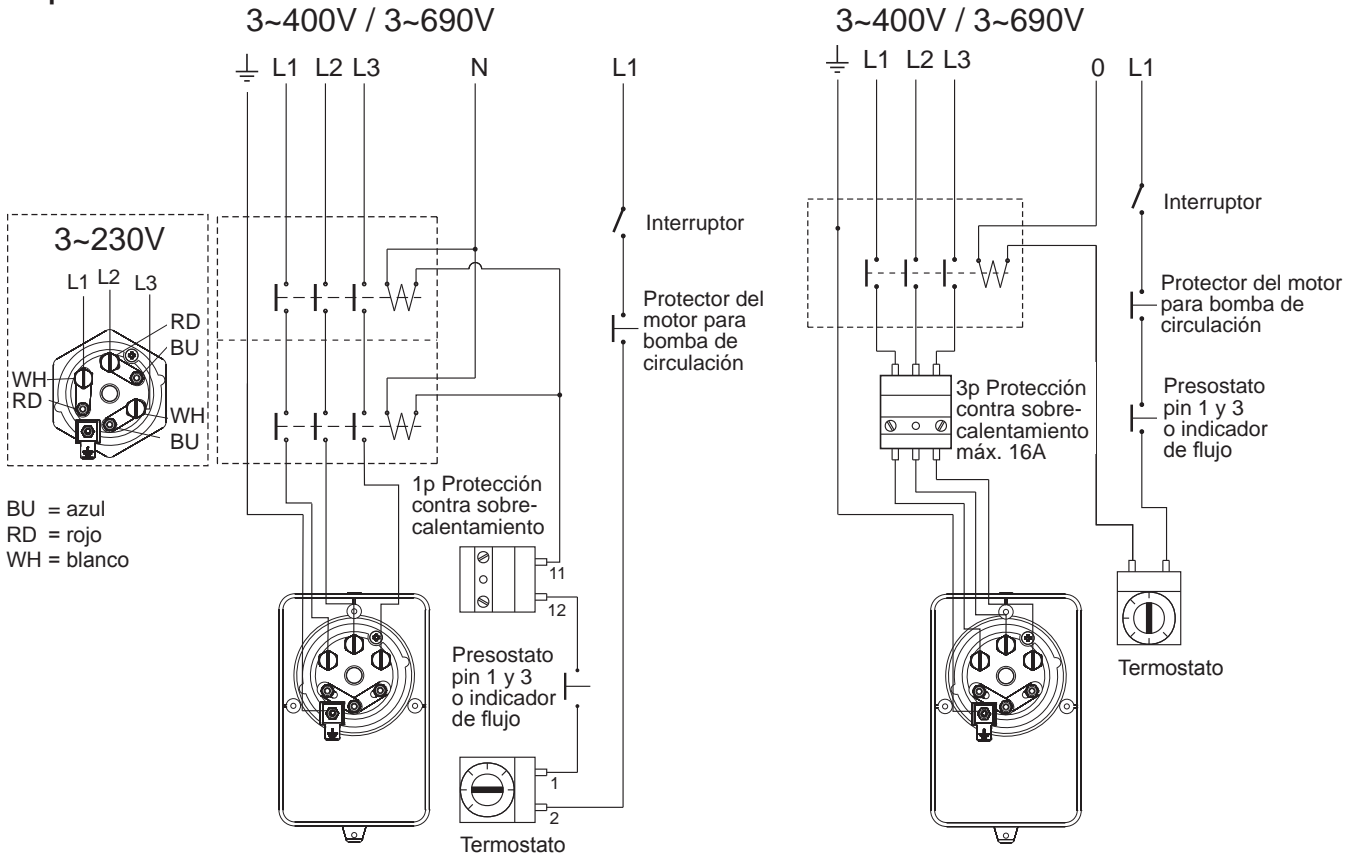 3~400V / 3~690V
L1 L2 L3 N L1
Interruptor
Protector del
motor para
bomba de
circulación
3~230V
L1 L2 L3
RD
BU
WH
RD
WH
BU
BU = azul
RD = rojo
WH = blanco
1p Protección
contra sobre-
calentamiento
11
12
Presostato
pin 1 y 3
o indicador
de flujo
1
2
Termostato
3~400V / 3~690V
L1 L2 L3 0 L1
Interruptor
Protector del motor
para bomba de
circulación
3p Protección
contra sobre-
calentamiento
máx. 16A
Presostato
pin 1 y 3
o indicador
de flujo
Termostato